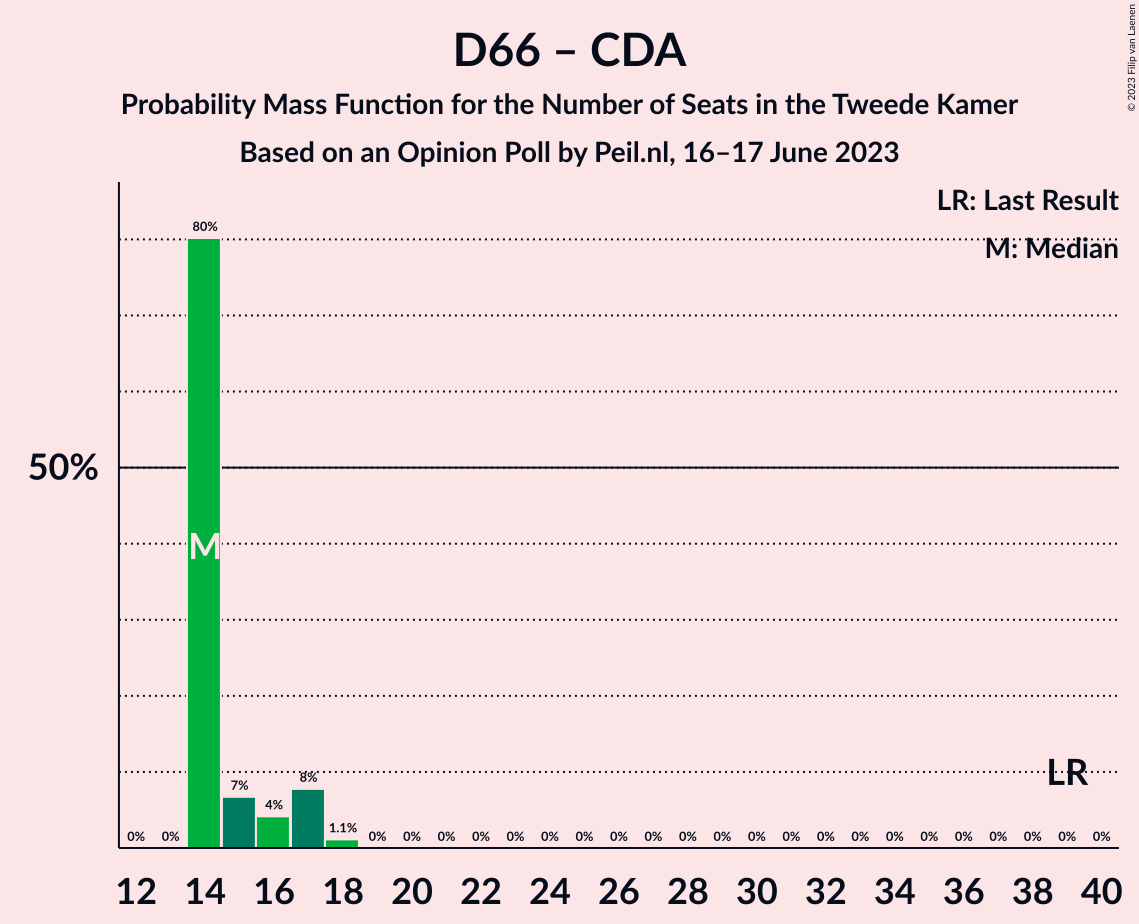 D66 – CDA
Probability Mass Function for the Number of Seats in the Tweede Kamer
Based on an Opinion Poll by Peil.nl, 16–17 June 2023
© 2023 Filip van Laenen
LR: Last Result
M: Median
80%
50%
M
LR
7%
4%
8%
1.1%
0% 0% 0% 0% 0% 0% 0% 0% 0% 0% 0% 0% 0% 0% 0% 0% 0% 0% 0% 0% 0% 0% 0% 0%
12 14 16 18 20 22 24 26 28 30 32 34 36 38 40